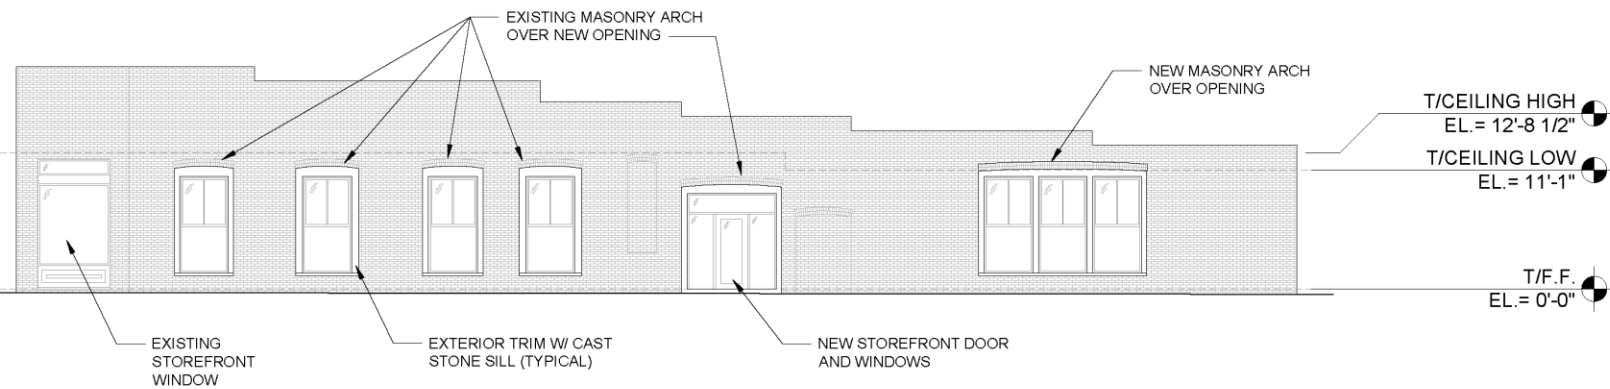 EXISTING MASONRY ARCH
OVER NEW OPENING
NEW MASONRY ARCH
OVER OPENING
T/CEILING HIGH
EL.= 12'-8 1/2"
T/CEILING LOW
EL.= 11'-1"
T/F.F.
EL.= 0'-0"
EXISTING
STOREFRONT
WINDOW
EXTERIOR TRIM W/ CAST
STONE SILL (TYPICAL)
NEW STOREFRONT DOOR
AND WINDOWS